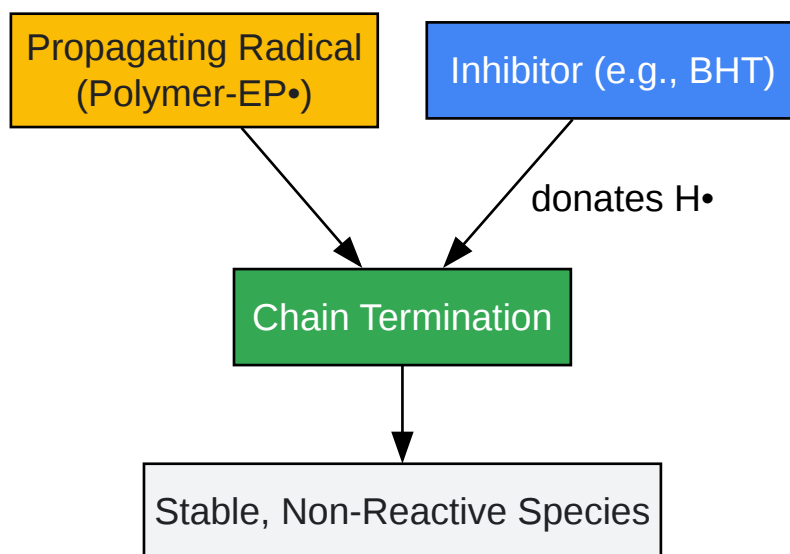 Propagating Radical
(Polymer-EP•)
Inhibitor (e.g., BHT)
donates H•
Chain Termination
Stable, Non-Reactive Species